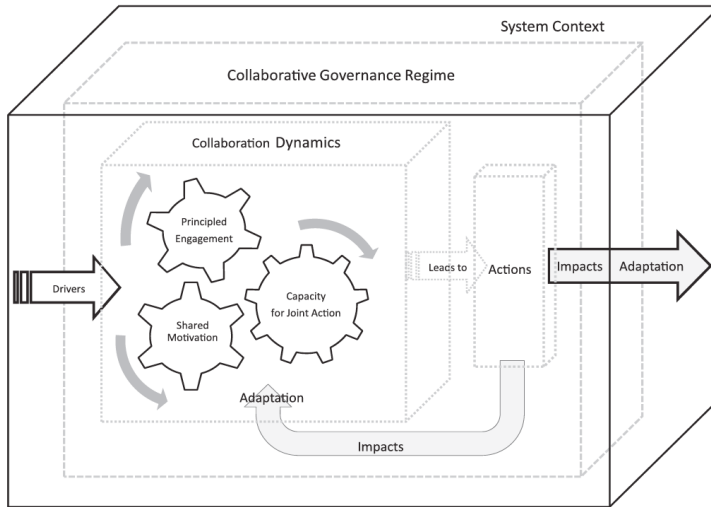 System Context
Collaborative Governance Regime
Collaboration Dynamics
Principled
Engagement
Drivers
Shared
Motivation
Capacity
for Joint Action
Leads to
Actions
Impacts
Adaptation
Adaptation
Impacts